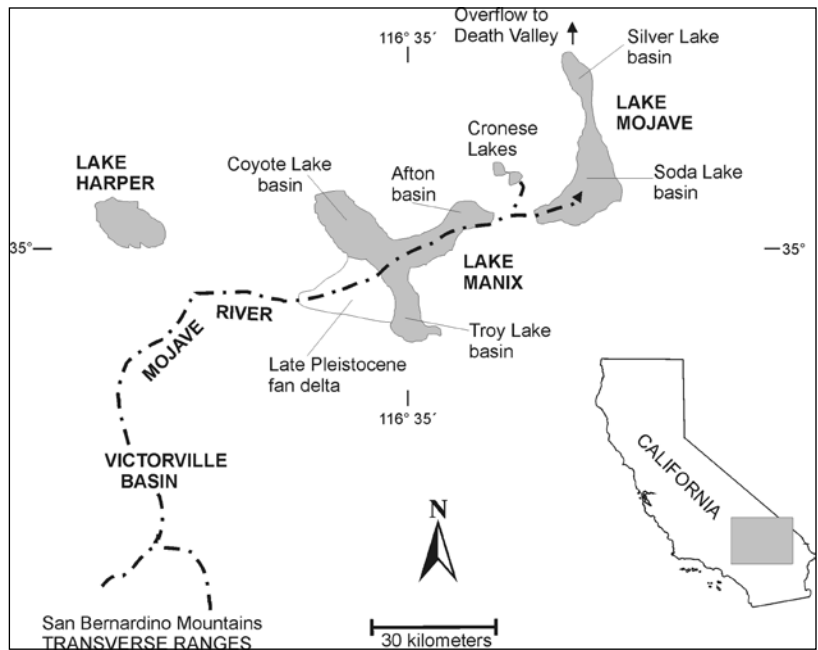 Overflow to
Death Valley
116° 35´
Silver Lake
basin
LAKE
MOJAVE
Cronese
Lakes
LAKE
HARPER
Coyote Lake
basin
Afton
basin
Soda Lake
basin
35°
35°
LAKE
MANIX
RIVER
MOJAVE
Troy Lake
basin
Late Pleistocene
fan delta
116° 35´
VICTORVILLE
BASIN
CALIFORNIA
N
San Bernardino Mountains
TRANSVERSE RANGES
30 kilometers